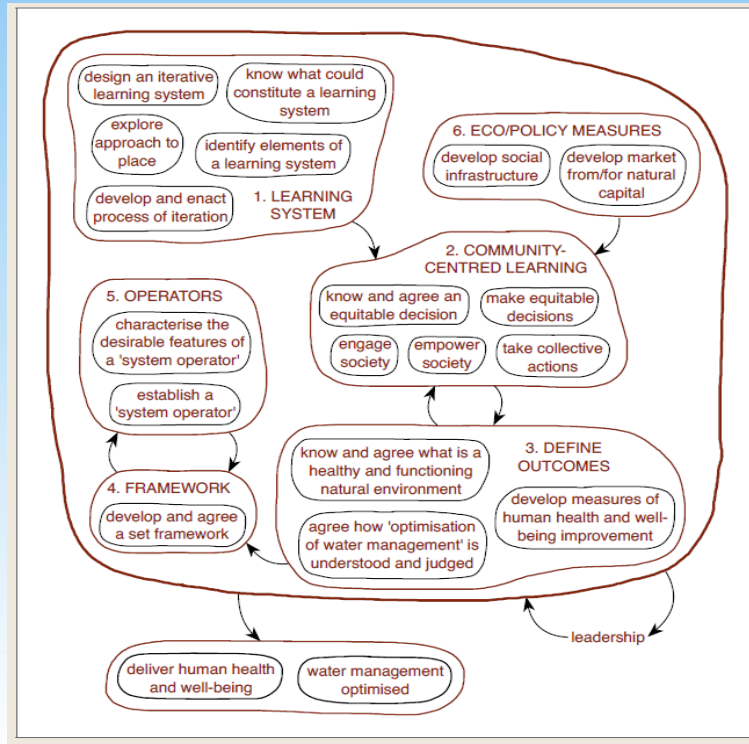 design an iterative
learning system
know what could
constitute a learning
system
explore
approach to
place
identify elements of
a learning system
develop and enact
process of iteration
1. LEARNING
SYSTEM
6. ECO/POLICY MEASURES
develop social
infrastructure
develop market
from/for natural
capital
2. COMMUNITY-
CENTRED LEARNING
know and agree an
equitable decision
make equitable
decisions
engage
society
empower
society
take collective
actions
5. OPERATORS
characterise the
desirable features of
a 'system operator'
establish a
'system operator'
4. FRAMEWORK
develop and agree
a set framework
know and agree what is a
healthy and functioning
natural environment
3. DEFINE
OUTCOMES
agree how 'optimisation
of water management' is
understood and judged
develop measures of
human health and well-
being improvement
leadership
deliver human health
and well-being
water management
optimised